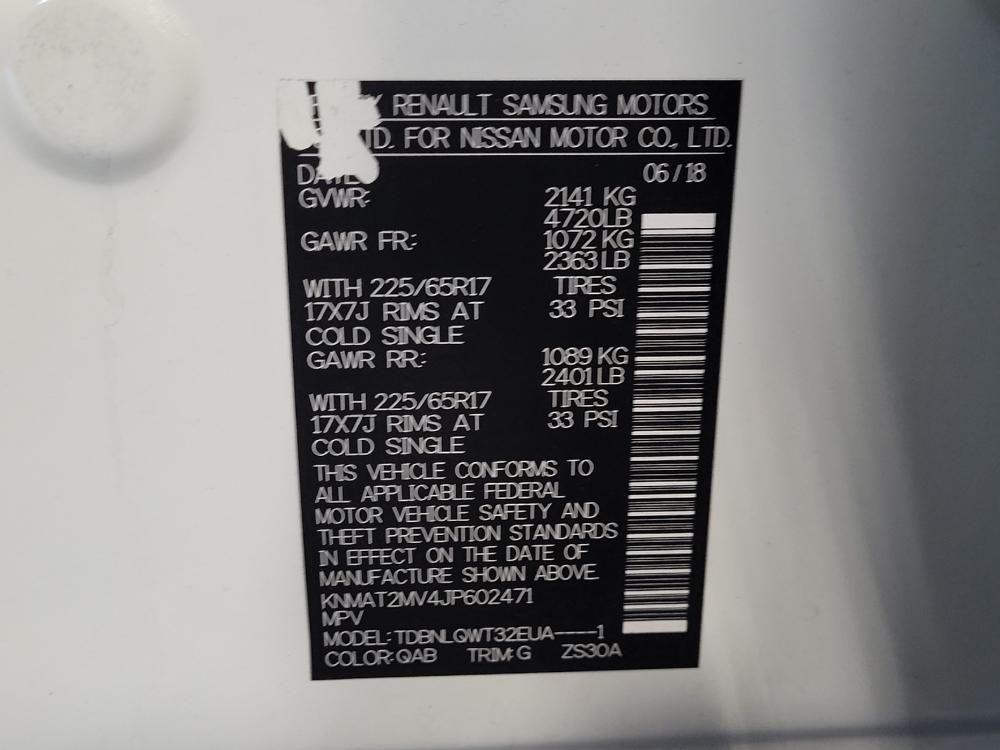 RENAULT SAMSUNG MOTORS
LTD. FOR NISSAN MOTOR CO., LTD.
DATE: 06/18
GVWR: 2141 KG
4720LB
GAWR FR: 1072 KG
2363LB
WITH 225/65R17 TIRES
17X7J RIMS AT 33 PSI
COLD SINGLE
GAWR RR: 1089 KG
2401LB
WITH 225/65R17 TIRES
17X7J RIMS AT 33 PSI
COLD SINGLE
THIS VEHICLE CONFORMS TO
ALL APPLICABLE FEDERAL
MOTOR VEHICLE SAFETY AND
THEFT PREVENTION STANDARDS
IN EFFECT ON THE DATE OF
MANUFACTURE SHOWN ABOVE.
KNMAT2MV4JP602471
MPV
MODEL: TDBNLQWT32EUA----1
COLOR: QAB TRIM: G ZS30A